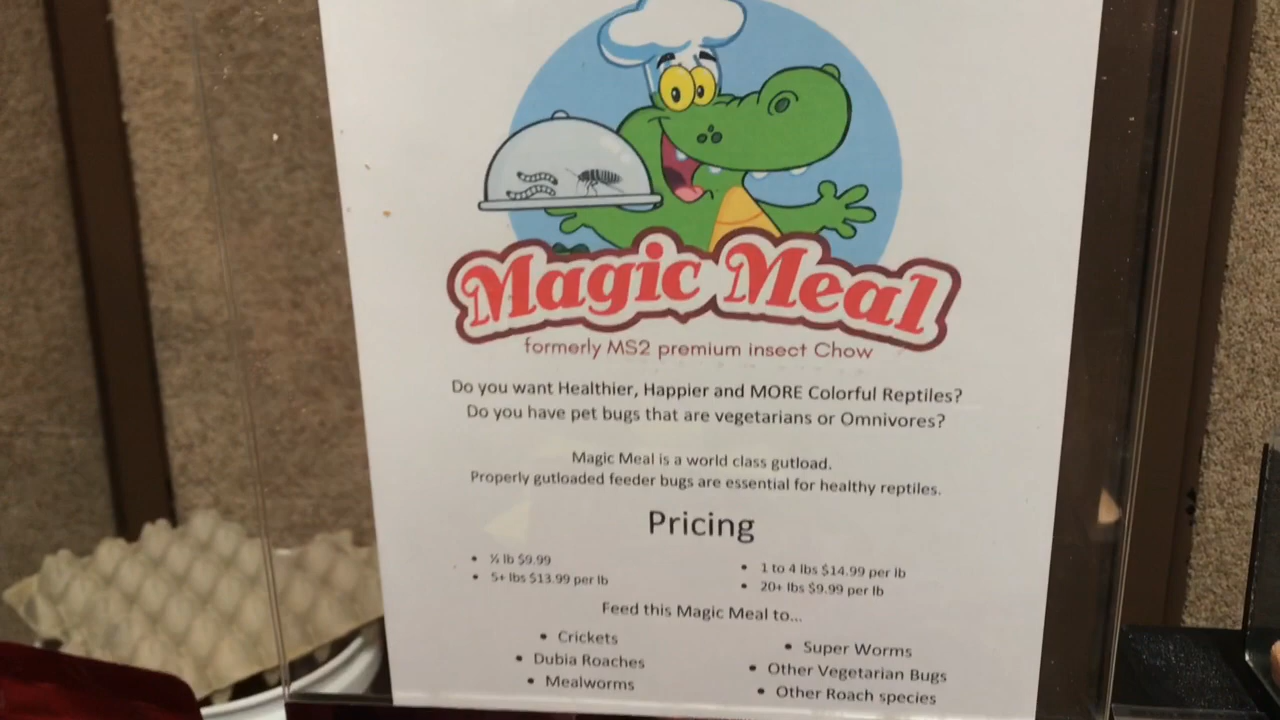 Magic Meal
formerly MS2 premium insect Chow
Do you want Healthier, Happier and MORE Colorful Reptiles?
Do you have pet bugs that are vegetarians or Omnivores?
Magic Meal is a world class gutload.
Properly gutloaded feeder bugs are essential for healthy reptiles.
Pricing
• ½ lb $9.99
• 5+ lbs $13.99 per lb
• 1 to 4 lbs $14.99 per lb
• 20+ lbs $9.99 per lb
Feed this Magic Meal to...
• Crickets
• Dubia Roaches
• Mealworms
• Super Worms
• Other Vegetarian Bugs
• Other Roach species